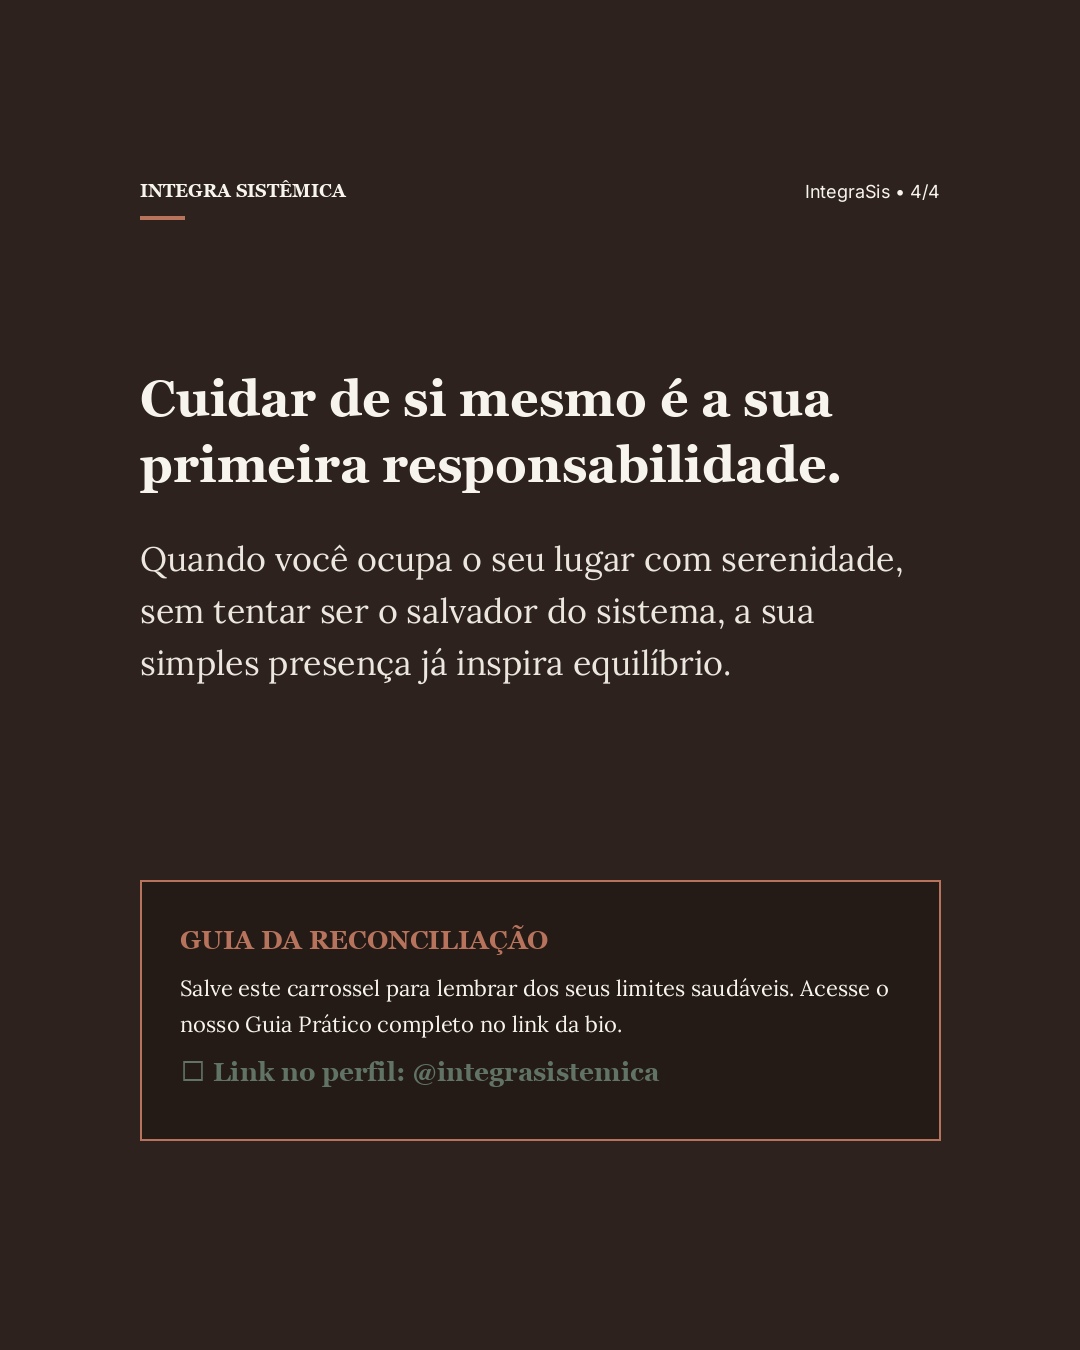 INTEGRA SISTÊMICA
IntegraSis • 4/4
Cuidar de si mesmo é a sua
primeira responsabilidade.
Quando você ocupa o seu lugar com serenidade,
sem tentar ser o salvador do sistema, a sua
simples presença já inspira equilíbrio.
GUIA DA RECONCILIAÇÃO
Salve este carrossel para lembrar dos seus limites saudáveis. Acesse o
nosso Guia Prático completo no link da bio.
☐ Link no perfil: @integrasistemica